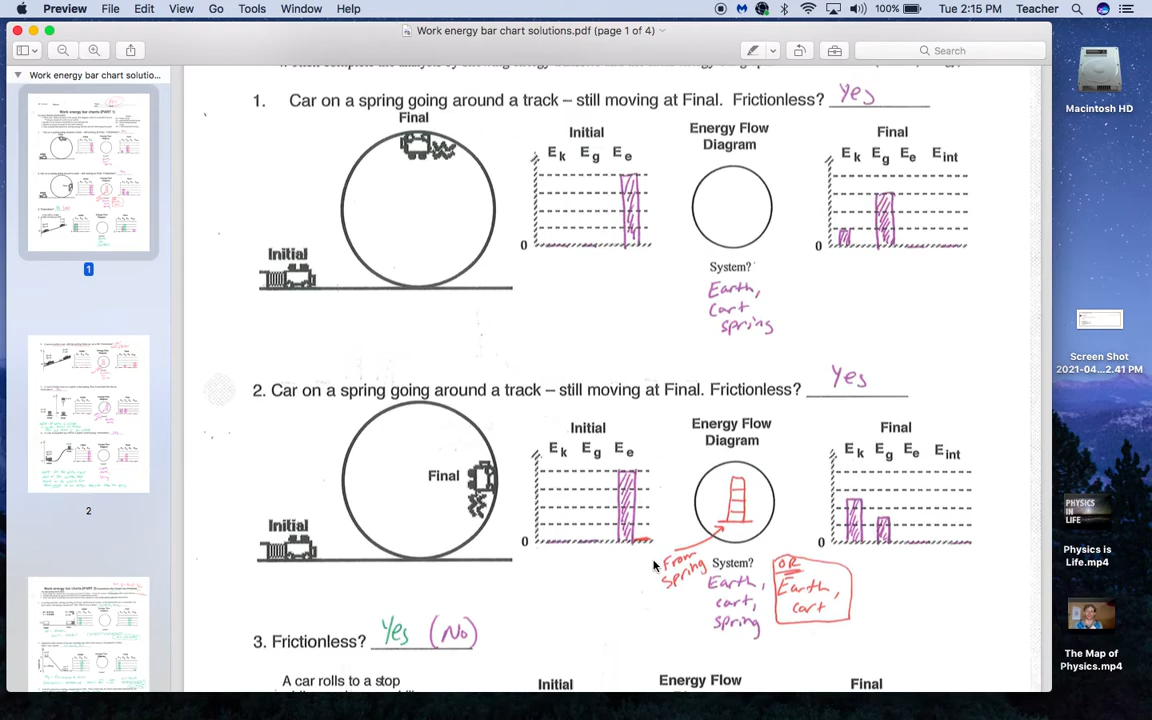 Preview File Edit View Go Tools Window Help 100% Tue 2:15 PM Teacher
Work energy bar chart solutions.pdf (page 1 of 4)
Search
Work energy bar chart solutio...
1
2
1. Car on a spring going around a track – still moving at Final. Frictionless? Yes
Final
Initial
Initial
Ek Eg Ee
0
Energy Flow
Diagram
System?
Earth,
Cart
spring
Final
Ek Eg Ee Eint
0
2. Car on a spring going around a track – still moving at Final. Frictionless? Yes
Final
Initial
Initial
Ek Eg Ee
0
Energy Flow
Diagram
From
spring
System?
Earth,
cart,
spring
OR
Earth,
cart
Final
Ek Eg Ee Eint
0
3. Frictionless? Yes (No)
A car rolls to a stop
Initial
Energy Flow
Final
Macintosh HD
Screen Shot
2021-04...2.41 PM
PHYSICS
IN
LIFE
Physics is
Life.mp4
The Map of
Physics.mp4